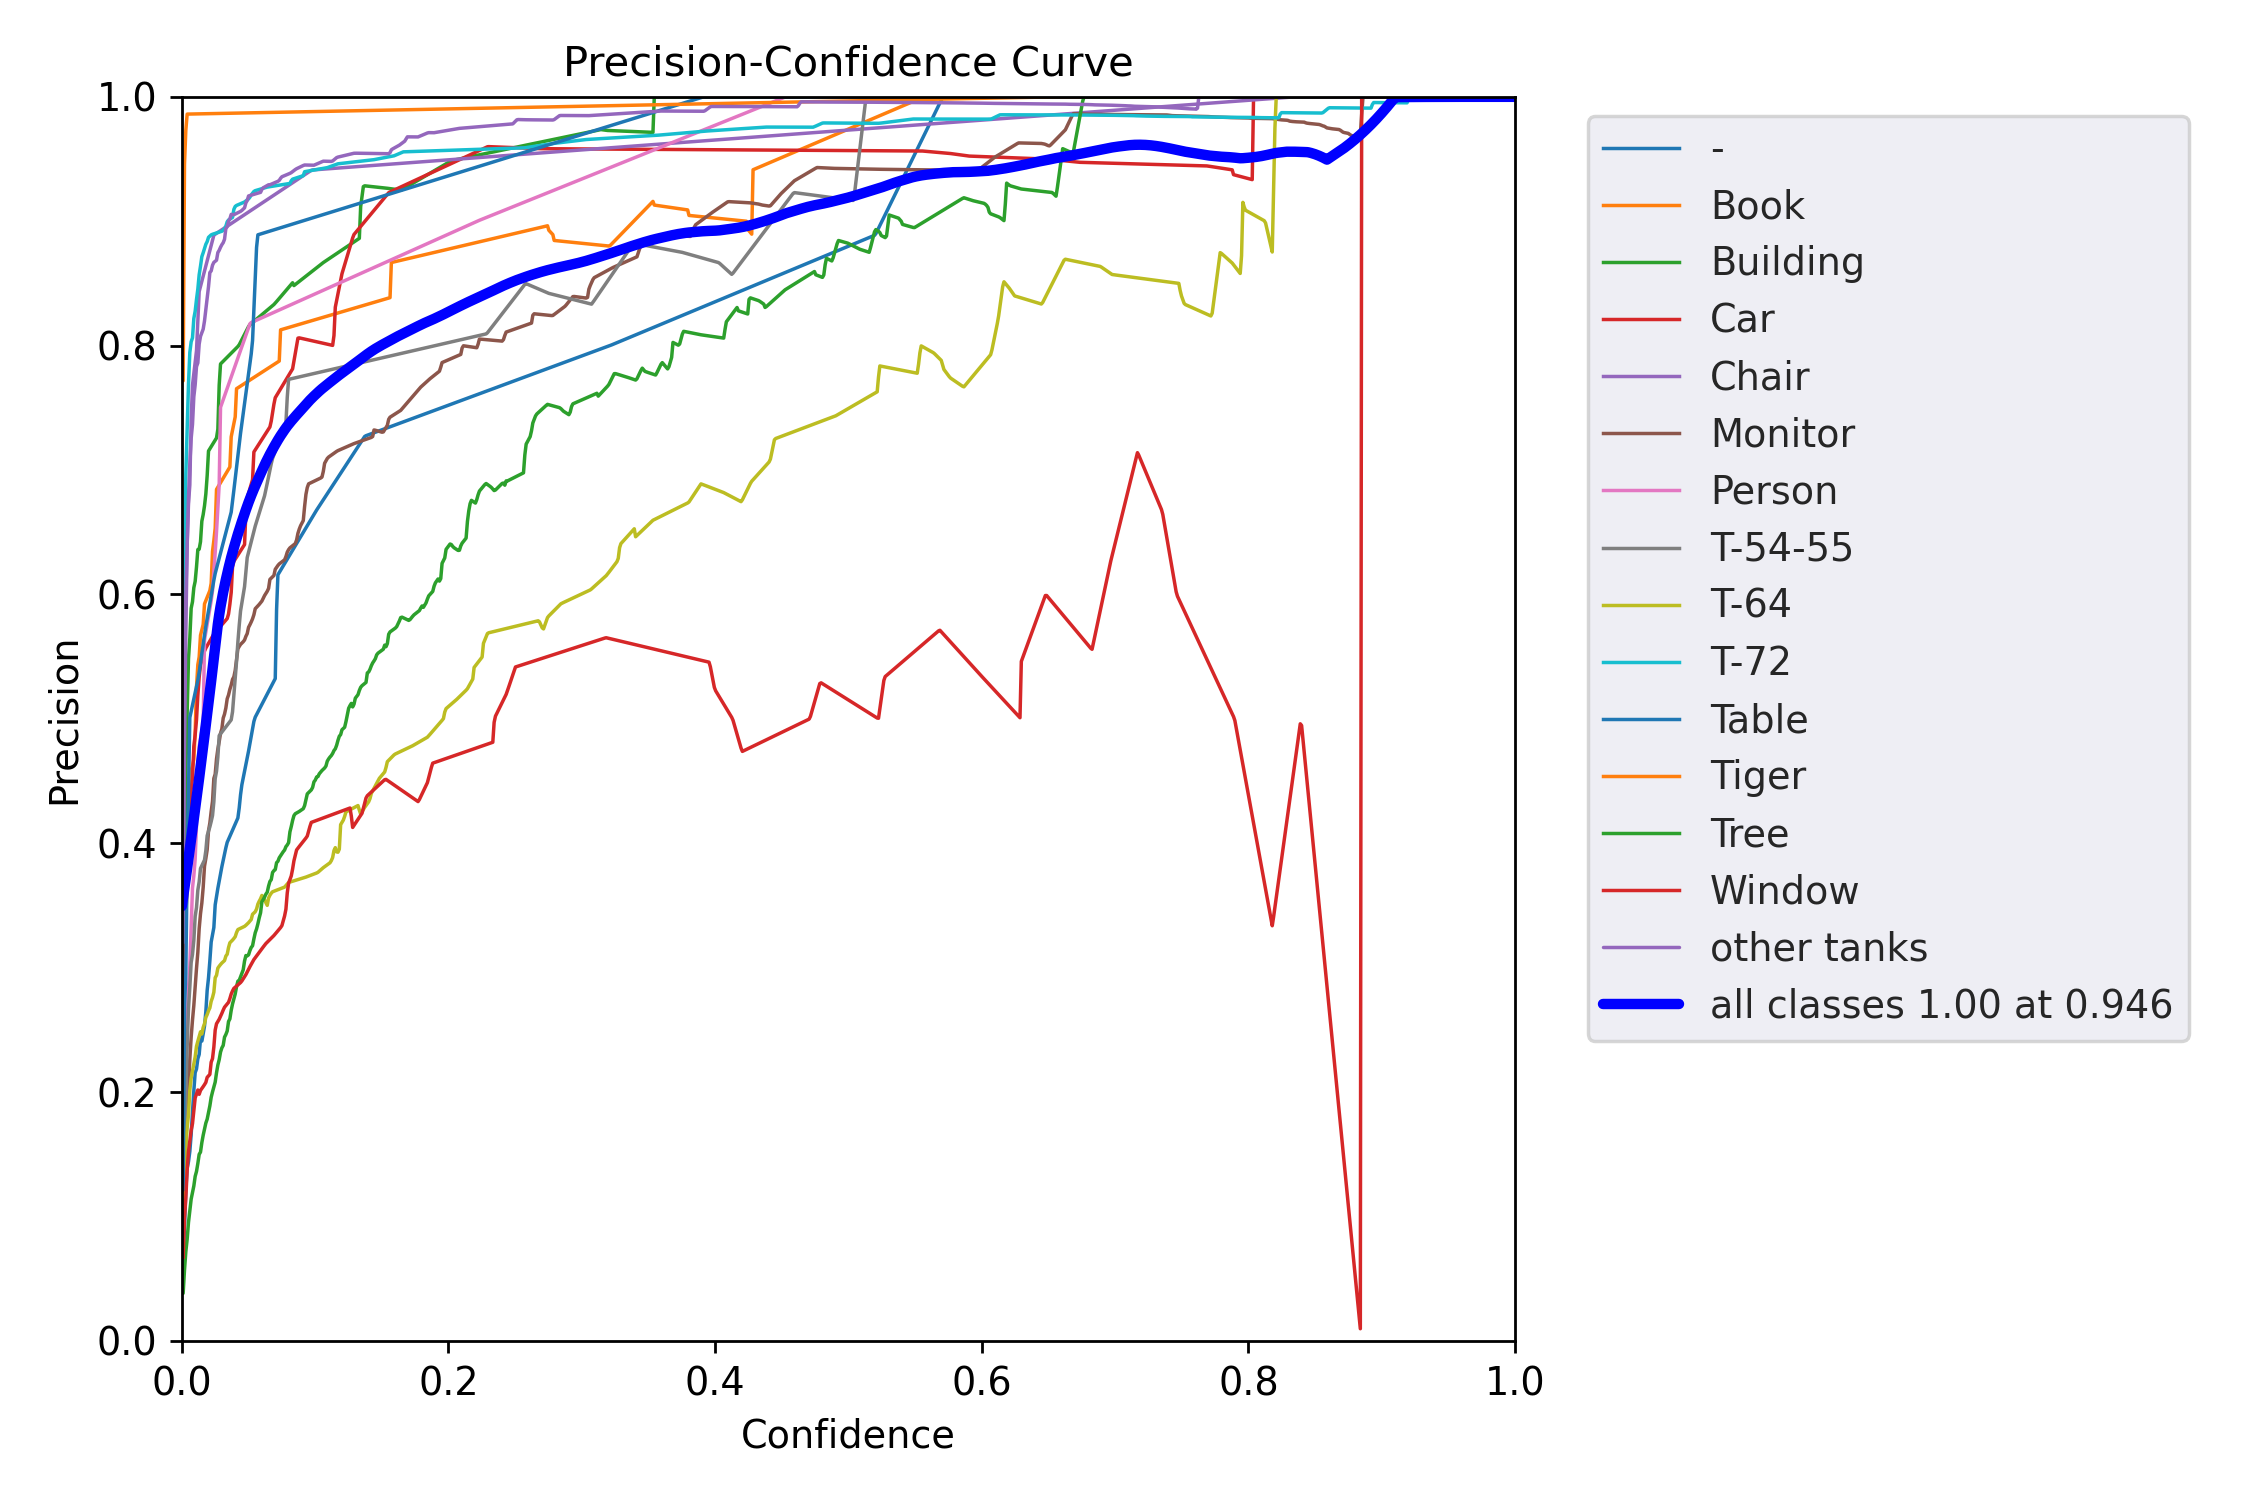 Precision-Confidence Curve
1.0
0.8
0.6
0.4
0.2
0.0
Precision
0.0 0.2 0.4 0.6 0.8 1.0
Confidence
-
Book
Building
Car
Chair
Monitor
Person
T-54-55
T-64
T-72
Table
Tiger
Tree
Window
other tanks
all classes 1.00 at 0.946